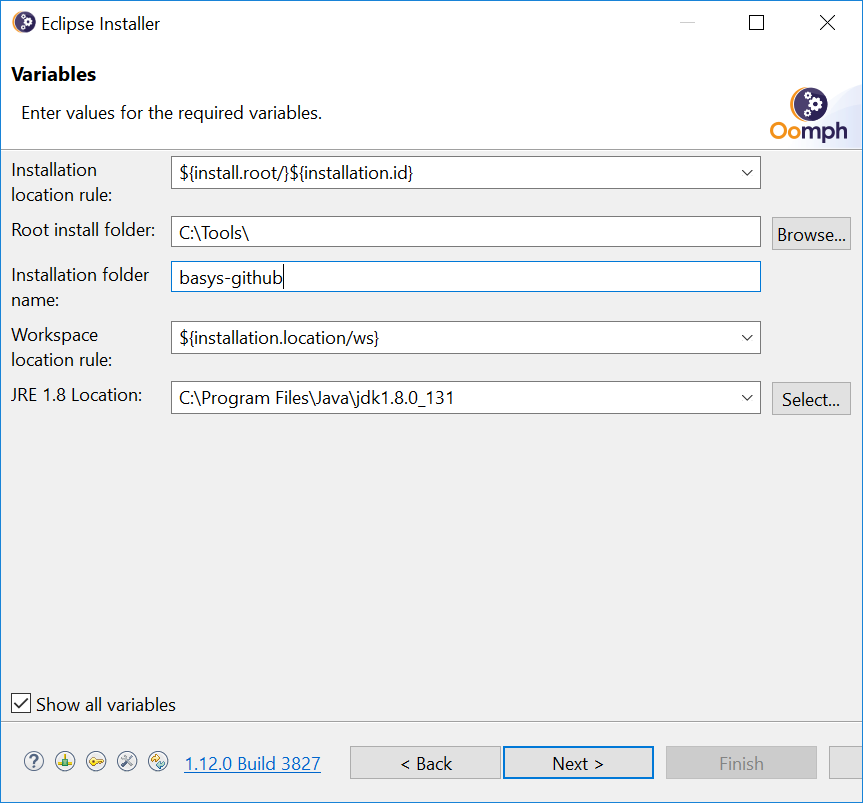 Eclipse Installer
Variables
Enter values for the required variables.
Oomph
Installation
location rule:
${install.root/}${installation.id}
Root install folder:
C:\Tools\
Browse...
Installation folder
name:
basys-github
Workspace
location rule:
${installation.location/ws}
JRE 1.8 Location:
C:\Program Files\Java\jdk1.8.0_131
Select...
Show all variables
?
1.12.0 Build 3827
< Back
Next >
Finish